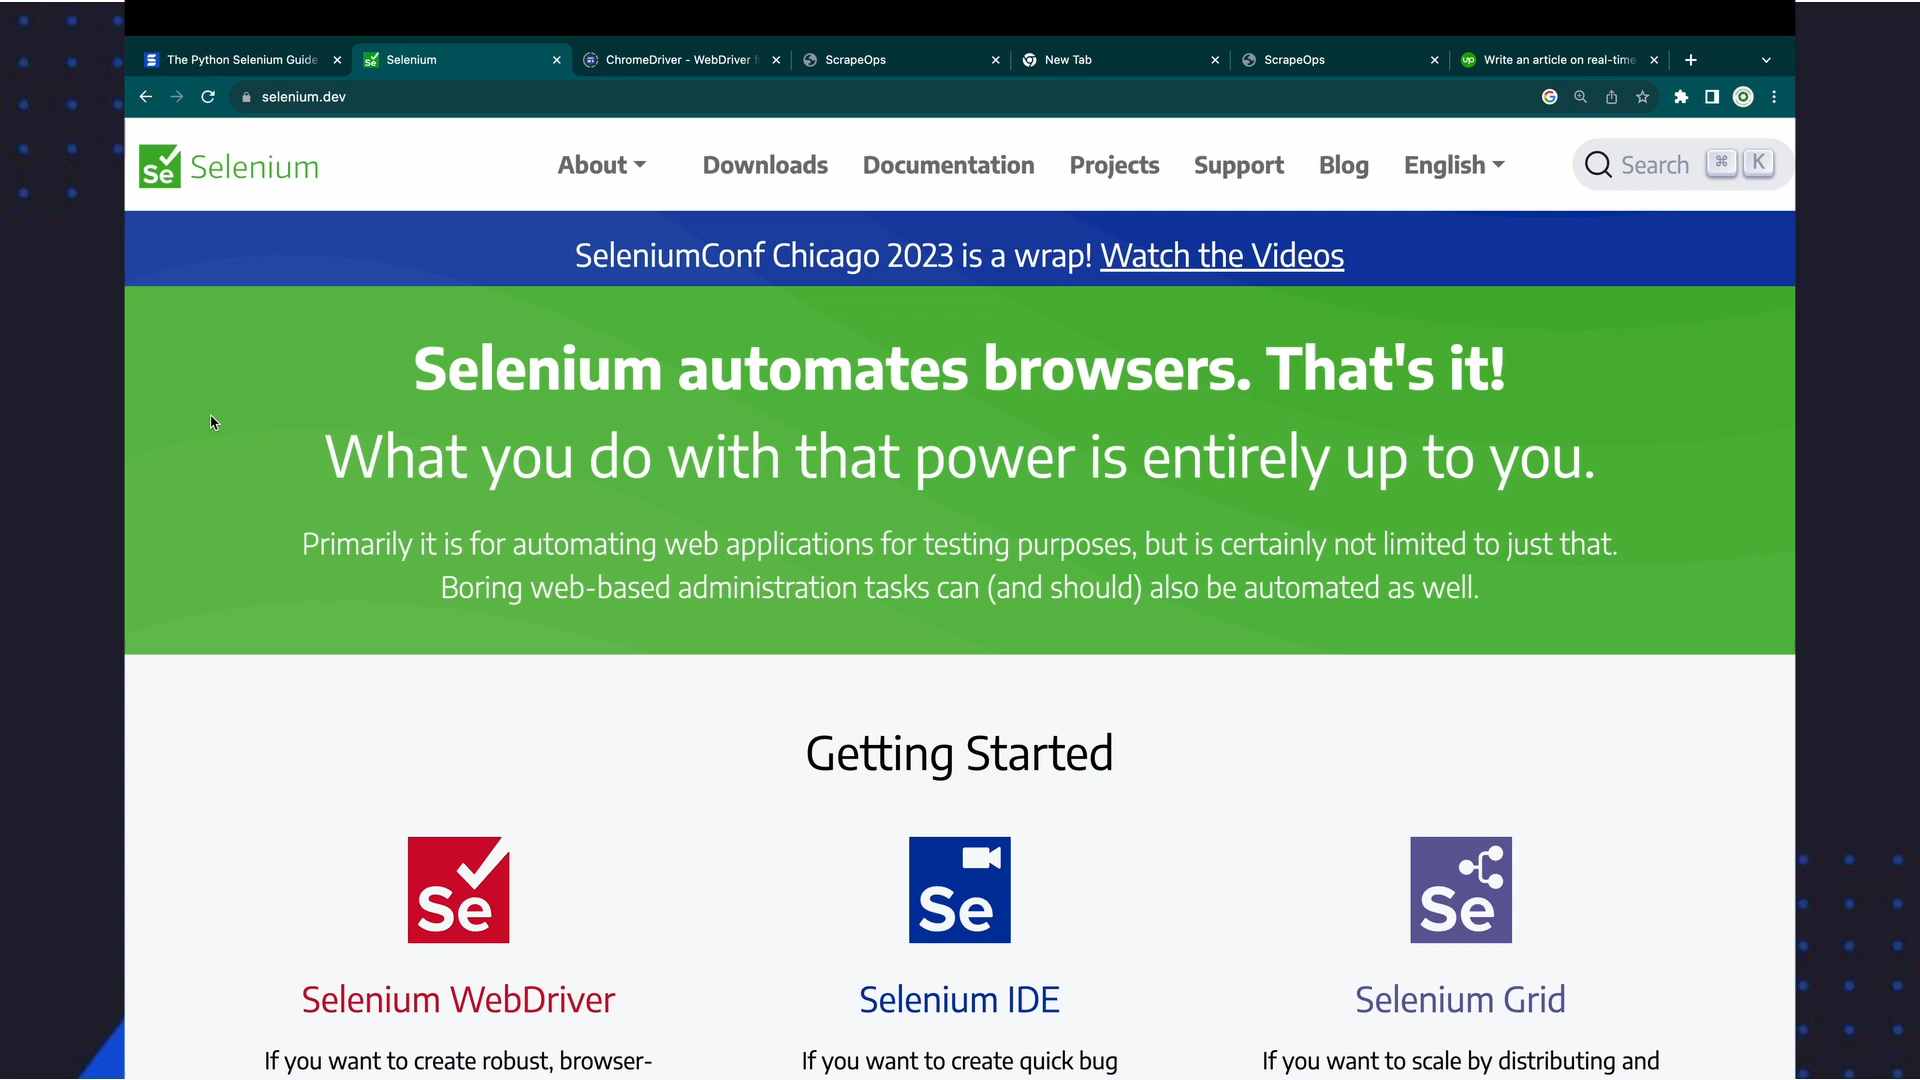 The Python Selenium Guide
Selenium
ChromeDriver - WebDriver f
ScrapeOps
New Tab
ScrapeOps
up Write an article on real-time
selenium.dev
Se Selenium
About
Downloads
Documentation
Projects
Support
Blog
English
Search ⌘ K
SeleniumConf Chicago 2023 is a wrap! Watch the Videos
Selenium automates browsers. That's it!
What you do with that power is entirely up to you.
Primarily it is for automating web applications for testing purposes, but is certainly not limited to just that.
Boring web-based administration tasks can (and should) also be automated as well.
Getting Started
Se
Se
Se
Selenium WebDriver
Selenium IDE
Selenium Grid
If you want to create robust, browser-
If you want to create quick bug
If you want to scale by distributing and